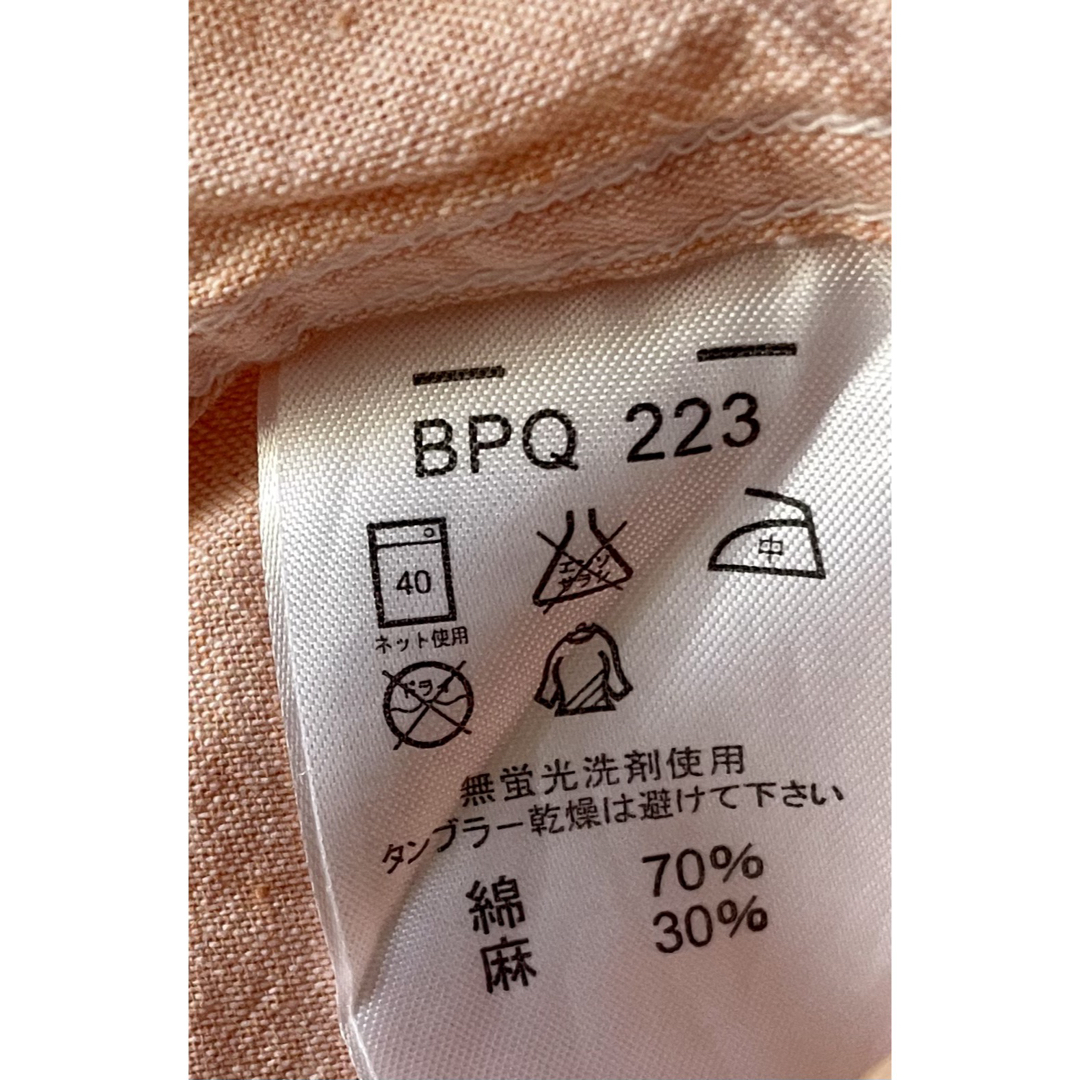 BPQ 223
40
エンソ
サラシ
中
ネット使用
ドライ
無蛍光洗剤使用
タンブラー乾燥は避けて下さい
綿 70%
麻 30%